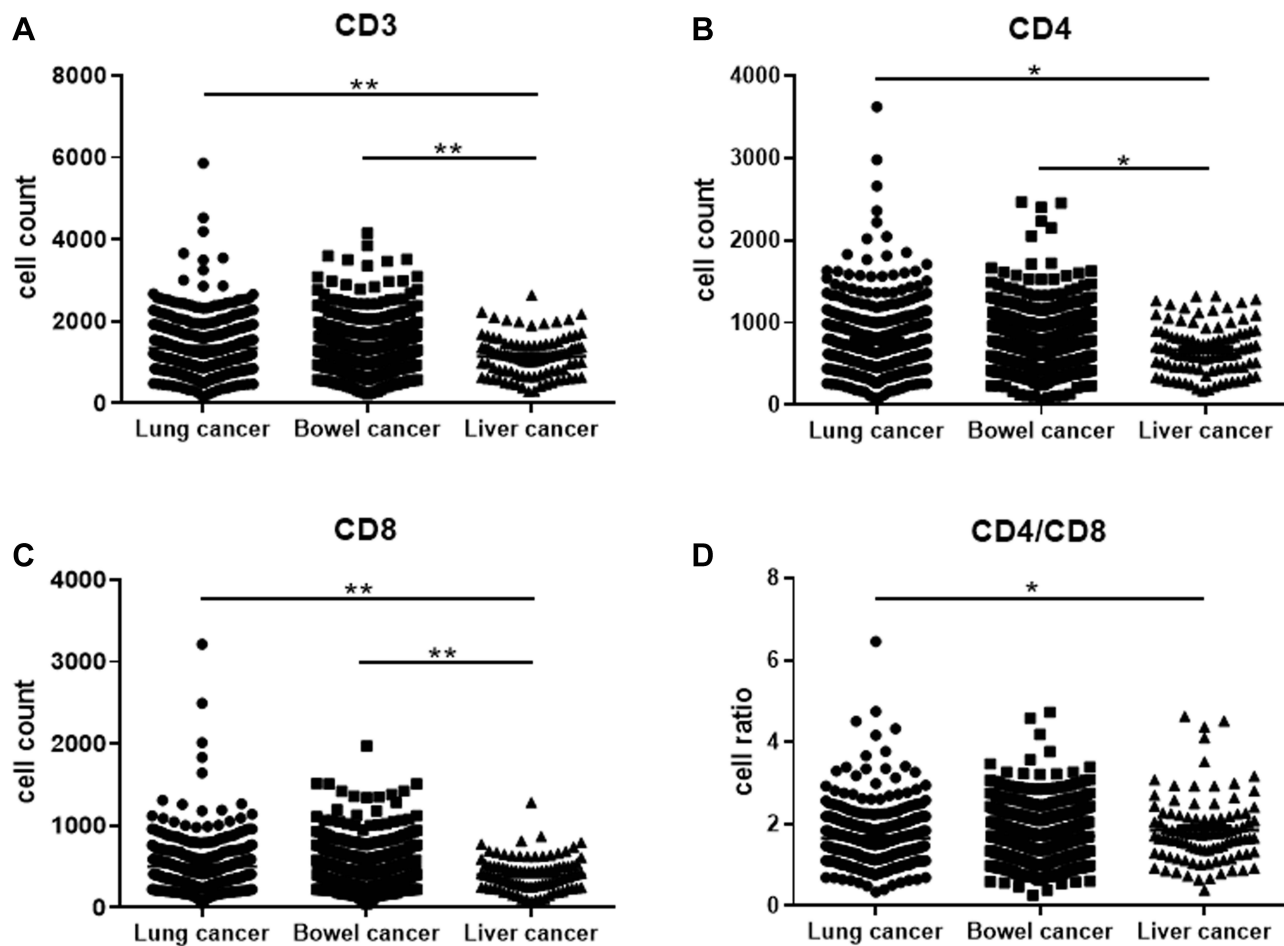 A
CD3
cell count
8000
6000
4000
2000
0
**
**
Lung cancer
Bowel cancer
Liver cancer
B
CD4
cell count
4000
3000
2000
1000
0
*
*
Lung cancer
Bowel cancer
Liver cancer
C
CD8
cell count
4000
3000
2000
1000
0
**
**
Lung cancer
Bowel cancer
Liver cancer
D
CD4/CD8
cell ratio
8
6
4
2
0
*
Lung cancer
Bowel cancer
Liver cancer